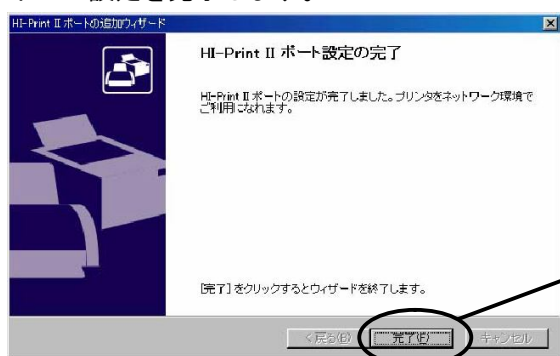 HI-Print II ポートの追加ウィザード
HI-Print II ポート設定の完了
HI-Print II ポートの設定が完了しました。プリンタをネットワーク環境で
ご利用になれます。
[完了]をクリックするとウィザードを終了します。
< 戻る(B)
完了(F)
キャンセル